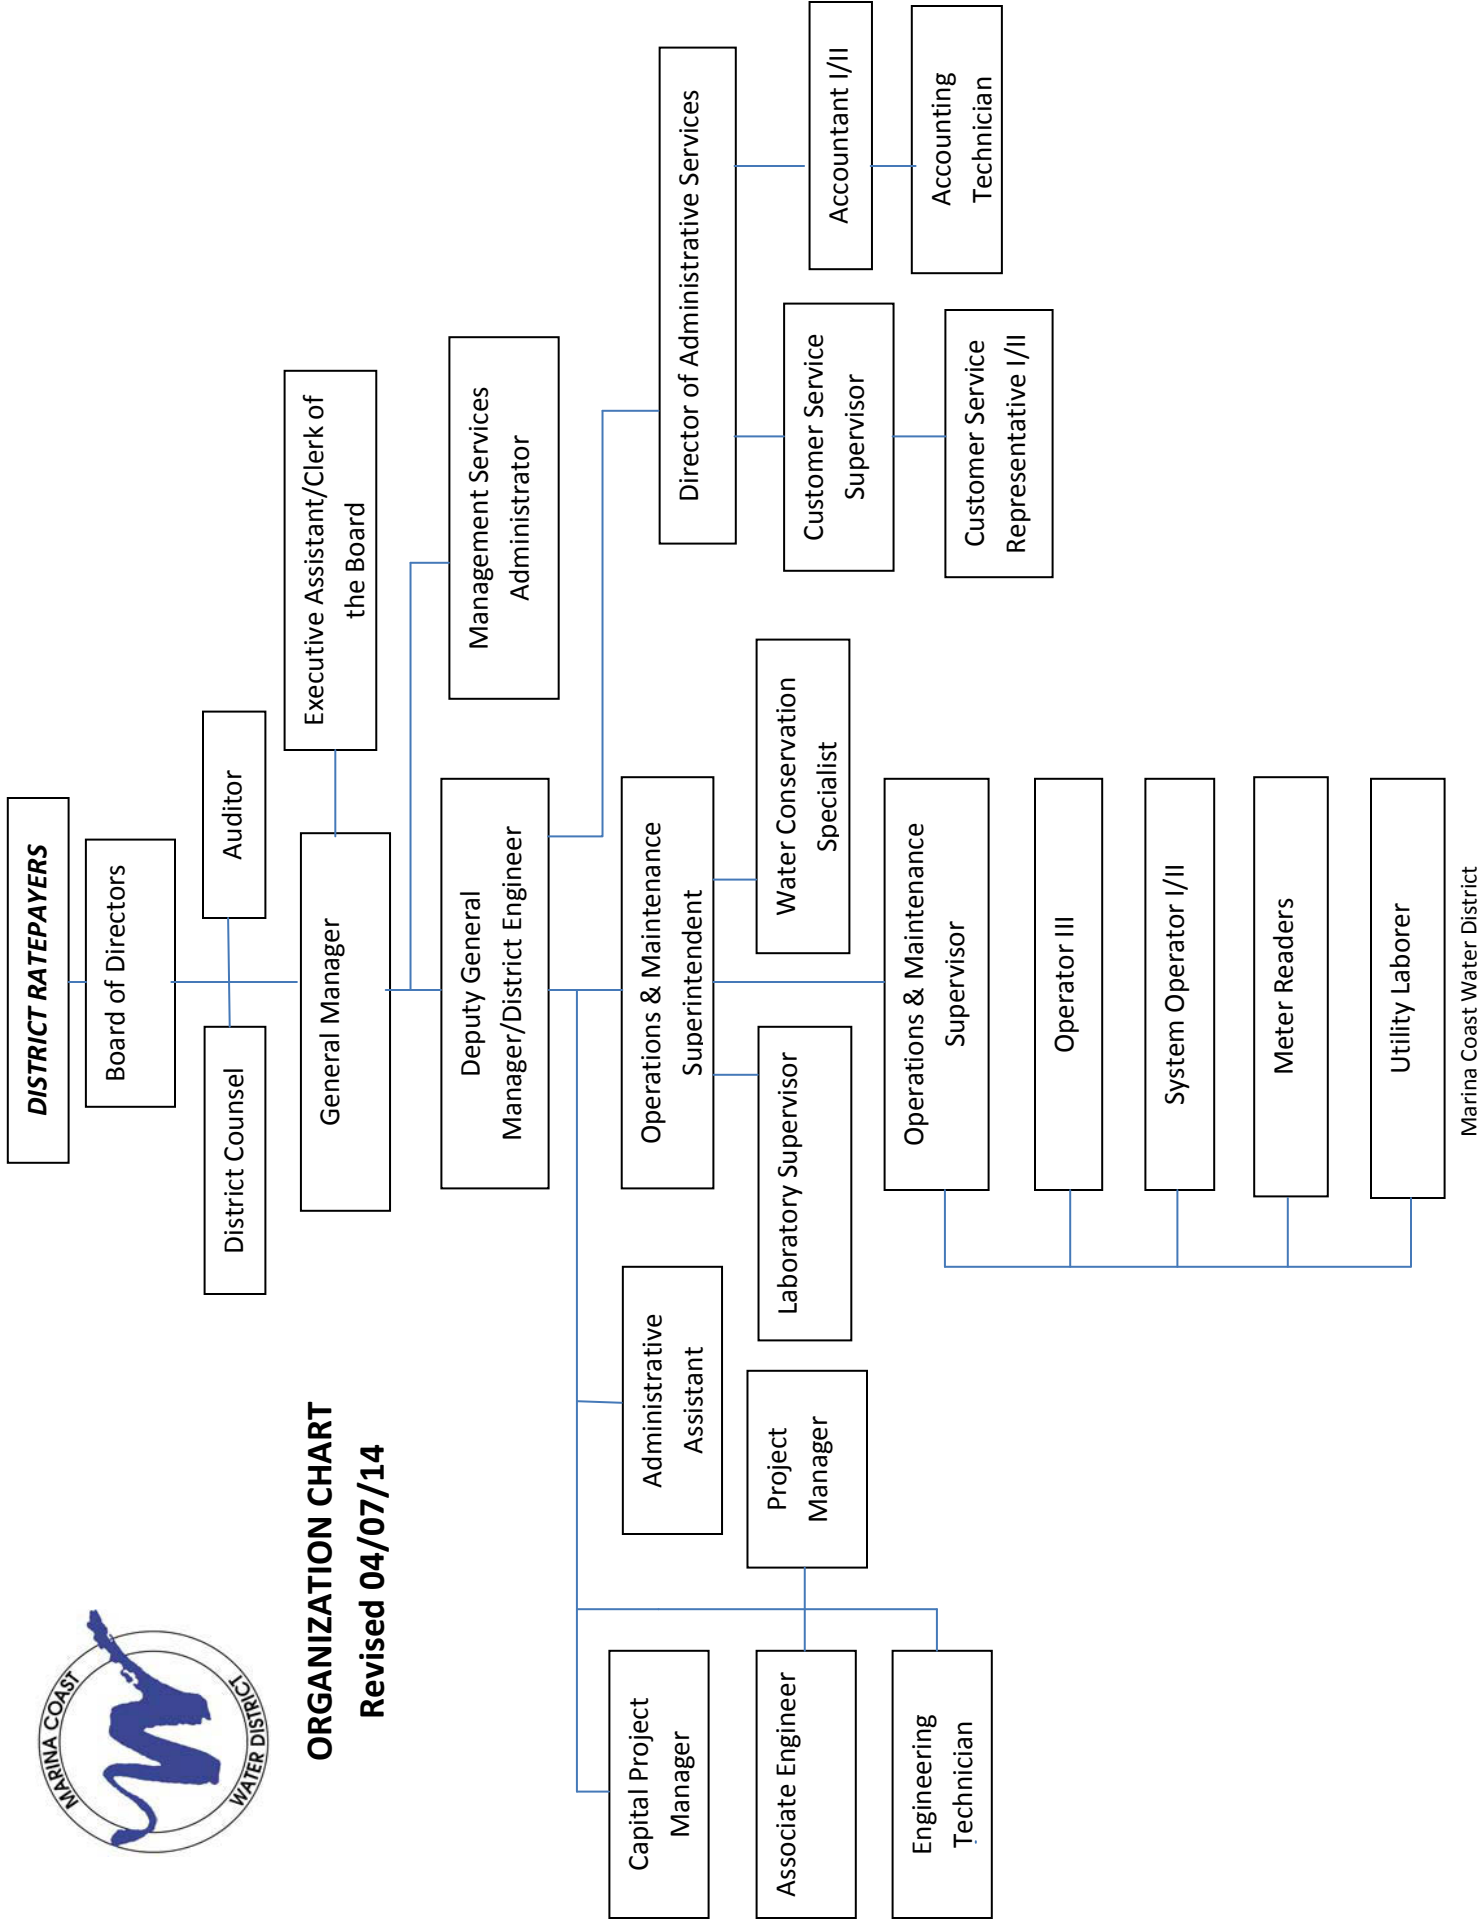 MARINA COAST
WATER DISTRICT
ORGANIZATION CHART
Revised 04/07/14
DISTRICT RATEPAYERS
Board of Directors
District Counsel
Auditor
General Manager
Executive Assistant/Clerk of
the Board
Deputy General
Manager/District Engineer
Management Services
Administrator
Capital Project
Manager
Administrative
Assistant
Operations & Maintenance
Superintendent
Director of Administrative Services
Associate Engineer
Project
Manager
Laboratory Supervisor
Water Conservation
Specialist
Customer Service
Supervisor
Accountant I/II
Engineering
Technician
Operations & Maintenance
Supervisor
Customer Service
Representative I/II
Accounting
Technician
Operator III
System Operator I/II
Meter Readers
Utility Laborer
Marina Coast Water District